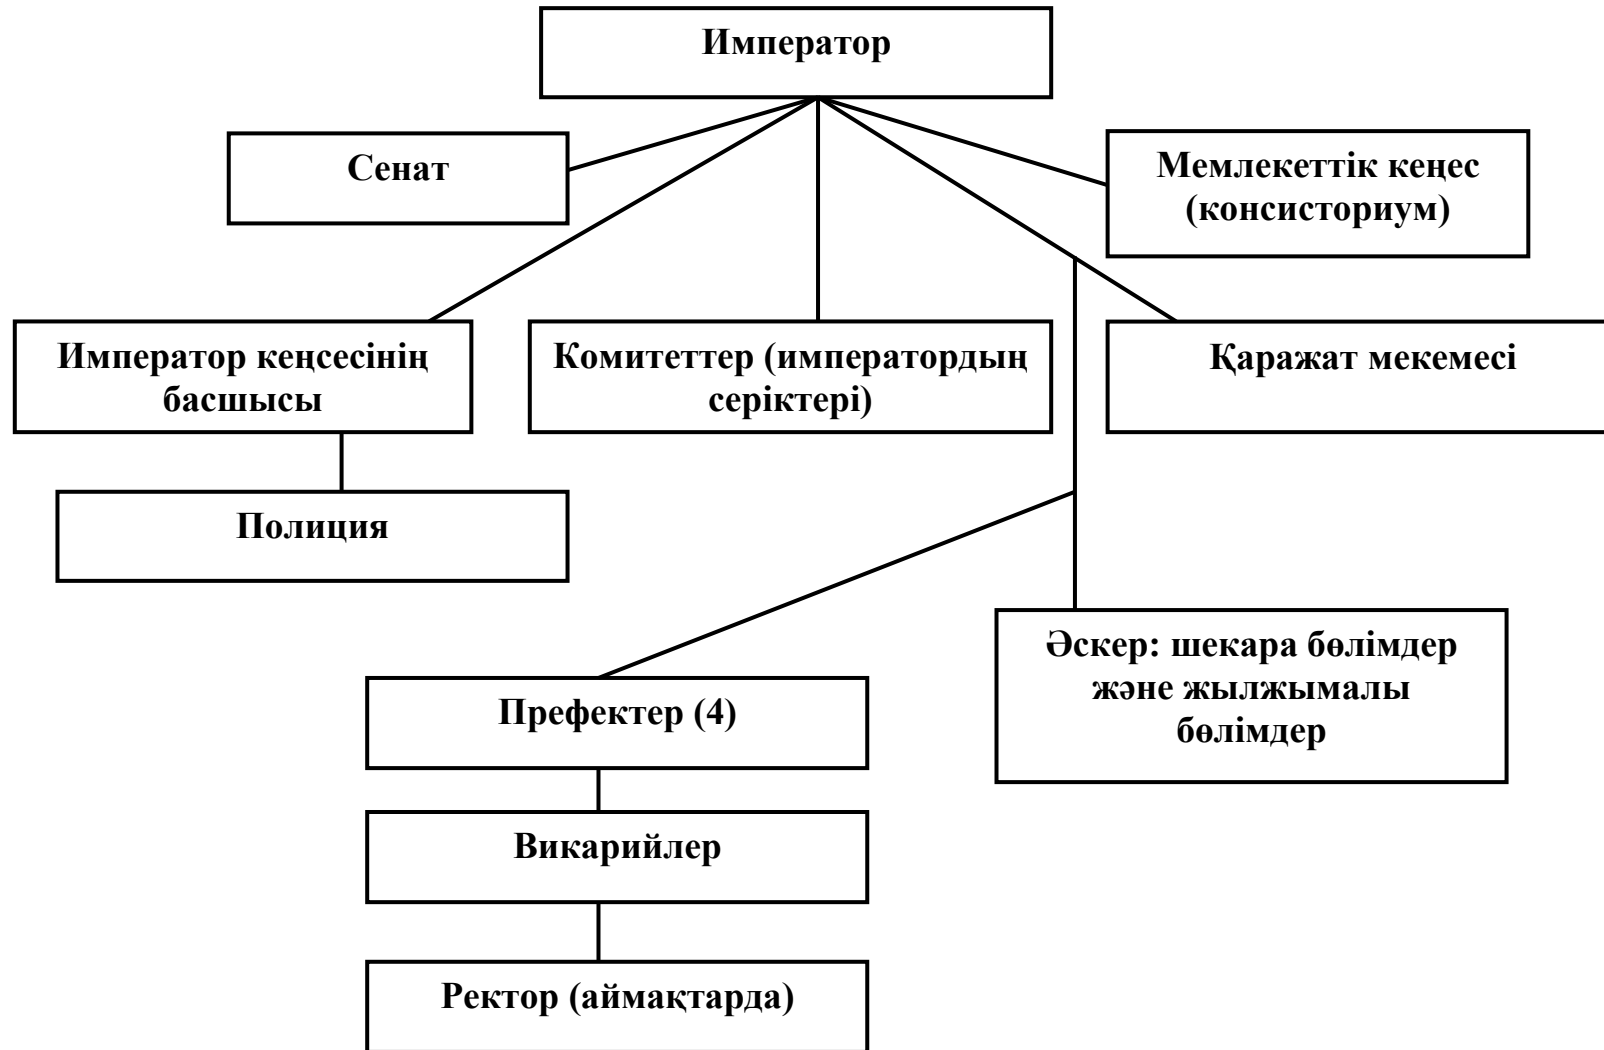 Император
Сенат
Мемлекеттік кеңес
(консисториум)
Император кеңсесінің
басшысы
Комитеттер (императордың
серіктері)
Қаражат мекемесі
Полиция
Әскер: шекара бөлімдер
және жылжымалы
бөлімдер
Префектер (4)
Викарийлер
Ректор (аймақтарда)